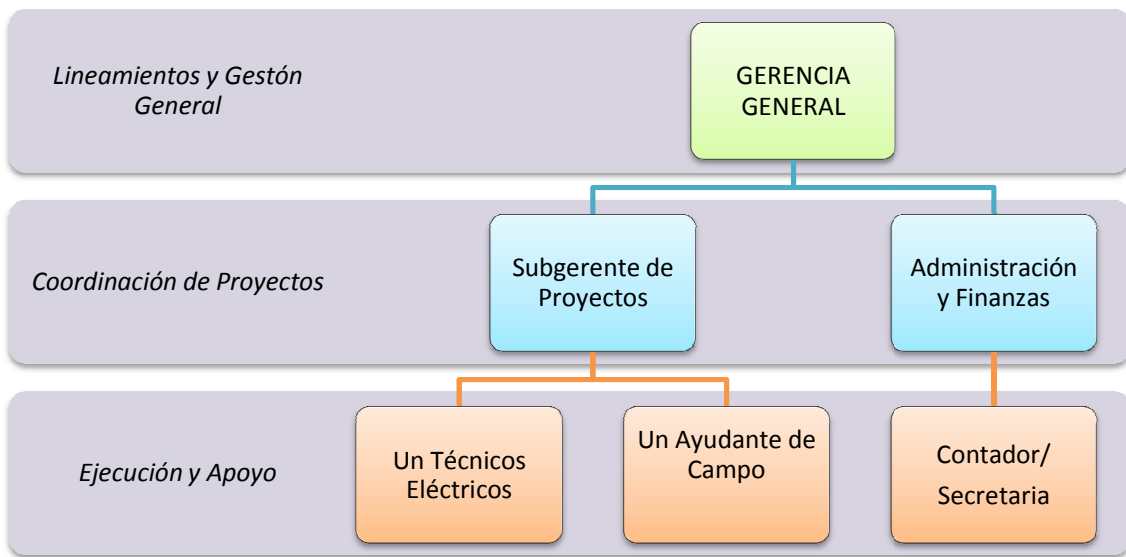 Lineamientos y Gestón
General
GERENCIA
GENERAL
Coordinación de Proyectos
Subgerente de
Proyectos
Administración
y Finanzas
Ejecución y Apoyo
Un Técnicos
Eléctricos
Un Ayudante de
Campo
Contador/
Secretaria